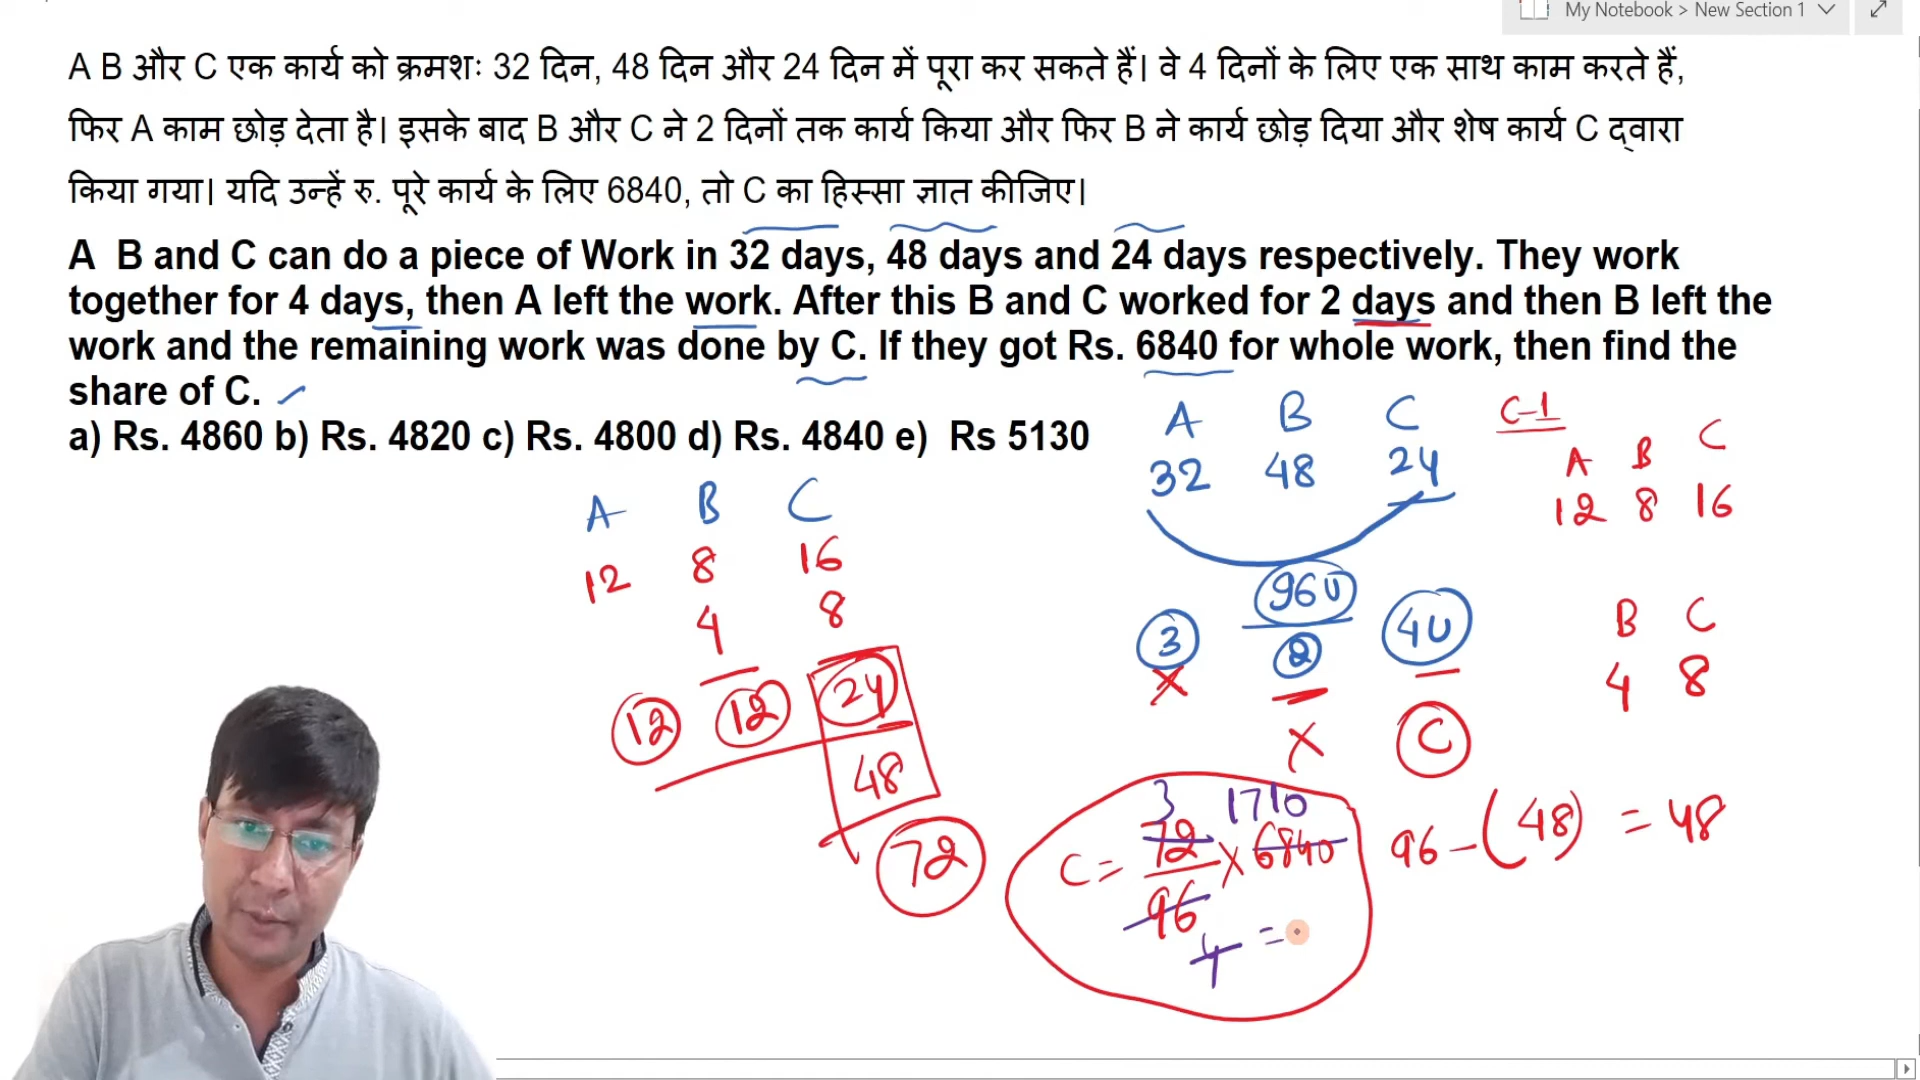 My Notebook > New Section 1
A B और C एक कार्य को क्रमशः 32 दिन, 48 दिन और 24 दिन में पूरा कर सकते हैं। वे 4 दिनों के लिए एक साथ काम करते हैं,
फिर A काम छोड़ देता है। इसके बाद B और C ने 2 दिनों तक कार्य किया और फिर B ने कार्य छोड़ दिया और शेष कार्य C द्वारा
किया गया। यदि उन्हें रु. पूरे कार्य के लिए 6840, तो C का हिस्सा ज्ञात कीजिए।
A B and C can do a piece of Work in 32 days, 48 days and 24 days respectively. They work
together for 4 days, then A left the work. After this B and C worked for 2 days and then B left the
work and the remaining work was done by C. If they got Rs. 6840 for whole work, then find the
share of C.
a) Rs. 4860 b) Rs. 4820 c) Rs. 4800 d) Rs. 4840 e) Rs 5130
A B C
12 8 16
4 8
12 12 24
48
72
A B C
32 48 24
96U
3 2 4U
X
X C
C-1
A B C
12 8 16
B C
4 8
96 - (48) = 48
3 1710
C = 72 X 6840
96
4 =